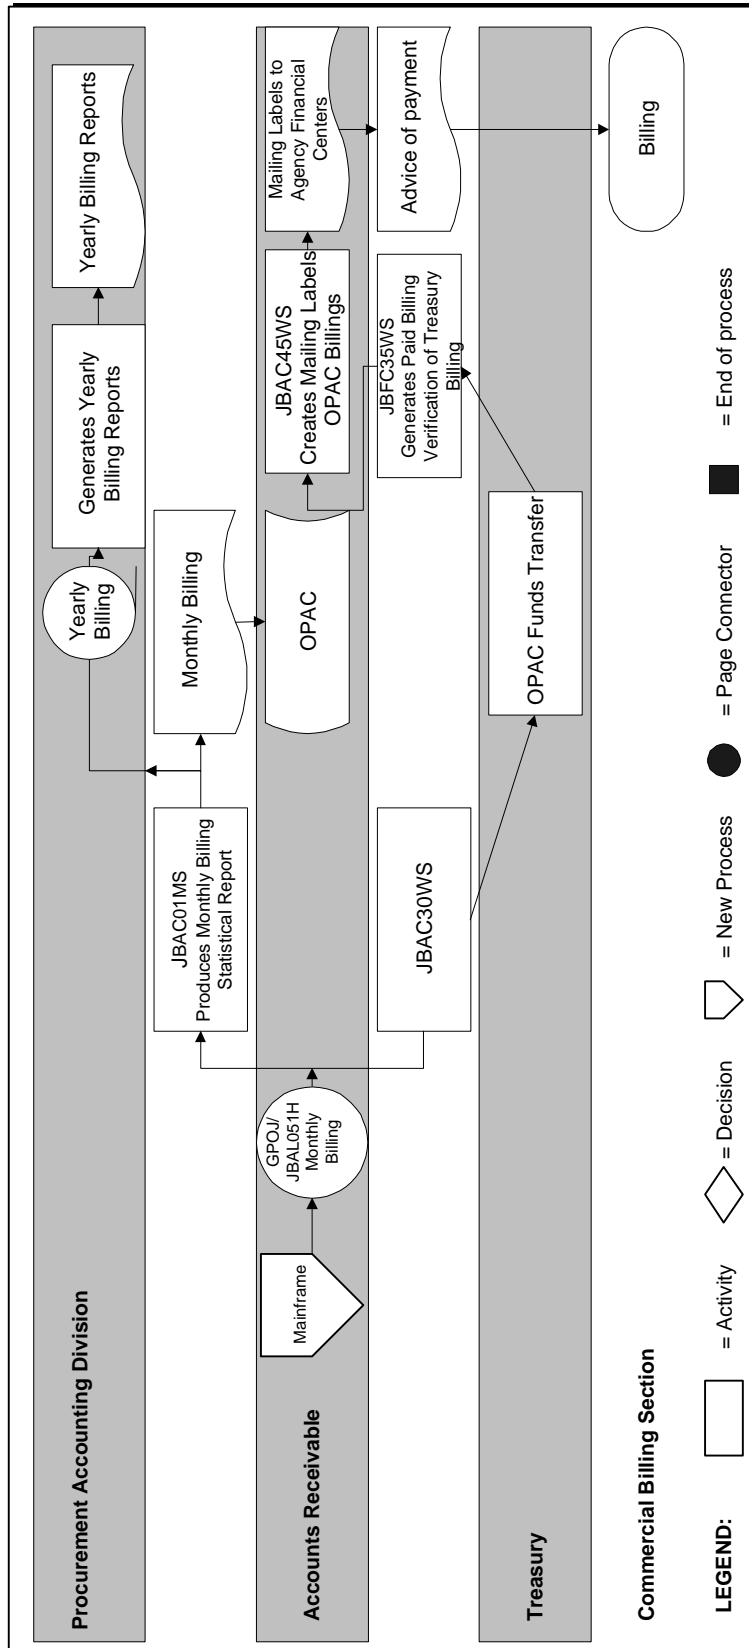 Procurement Accounting Division
Yearly
Billing
Generates Yearly
Billing Reports
Yearly Billing Reports
JBAC01MS
Produces Monthly Billing
Statistical Report
Monthly Billing
Accounts Receivable
Mainframe
GPOJ/
JBAL051H
Monthly
Billing
OPAC
JBAC45WS
Creates Mailing Labels
OPAC Billings
Mailing Labels to
Agency Financial
Centers
JBAC30WS
JBFC35WS
Generates Paid Billing
Verification of Treasury
Billing
Advice of payment
Treasury
OPAC Funds Transfer
Commercial Billing Section
Billing
LEGEND:
= Activity
= Decision
= New Process
= Page Connector
= End of process